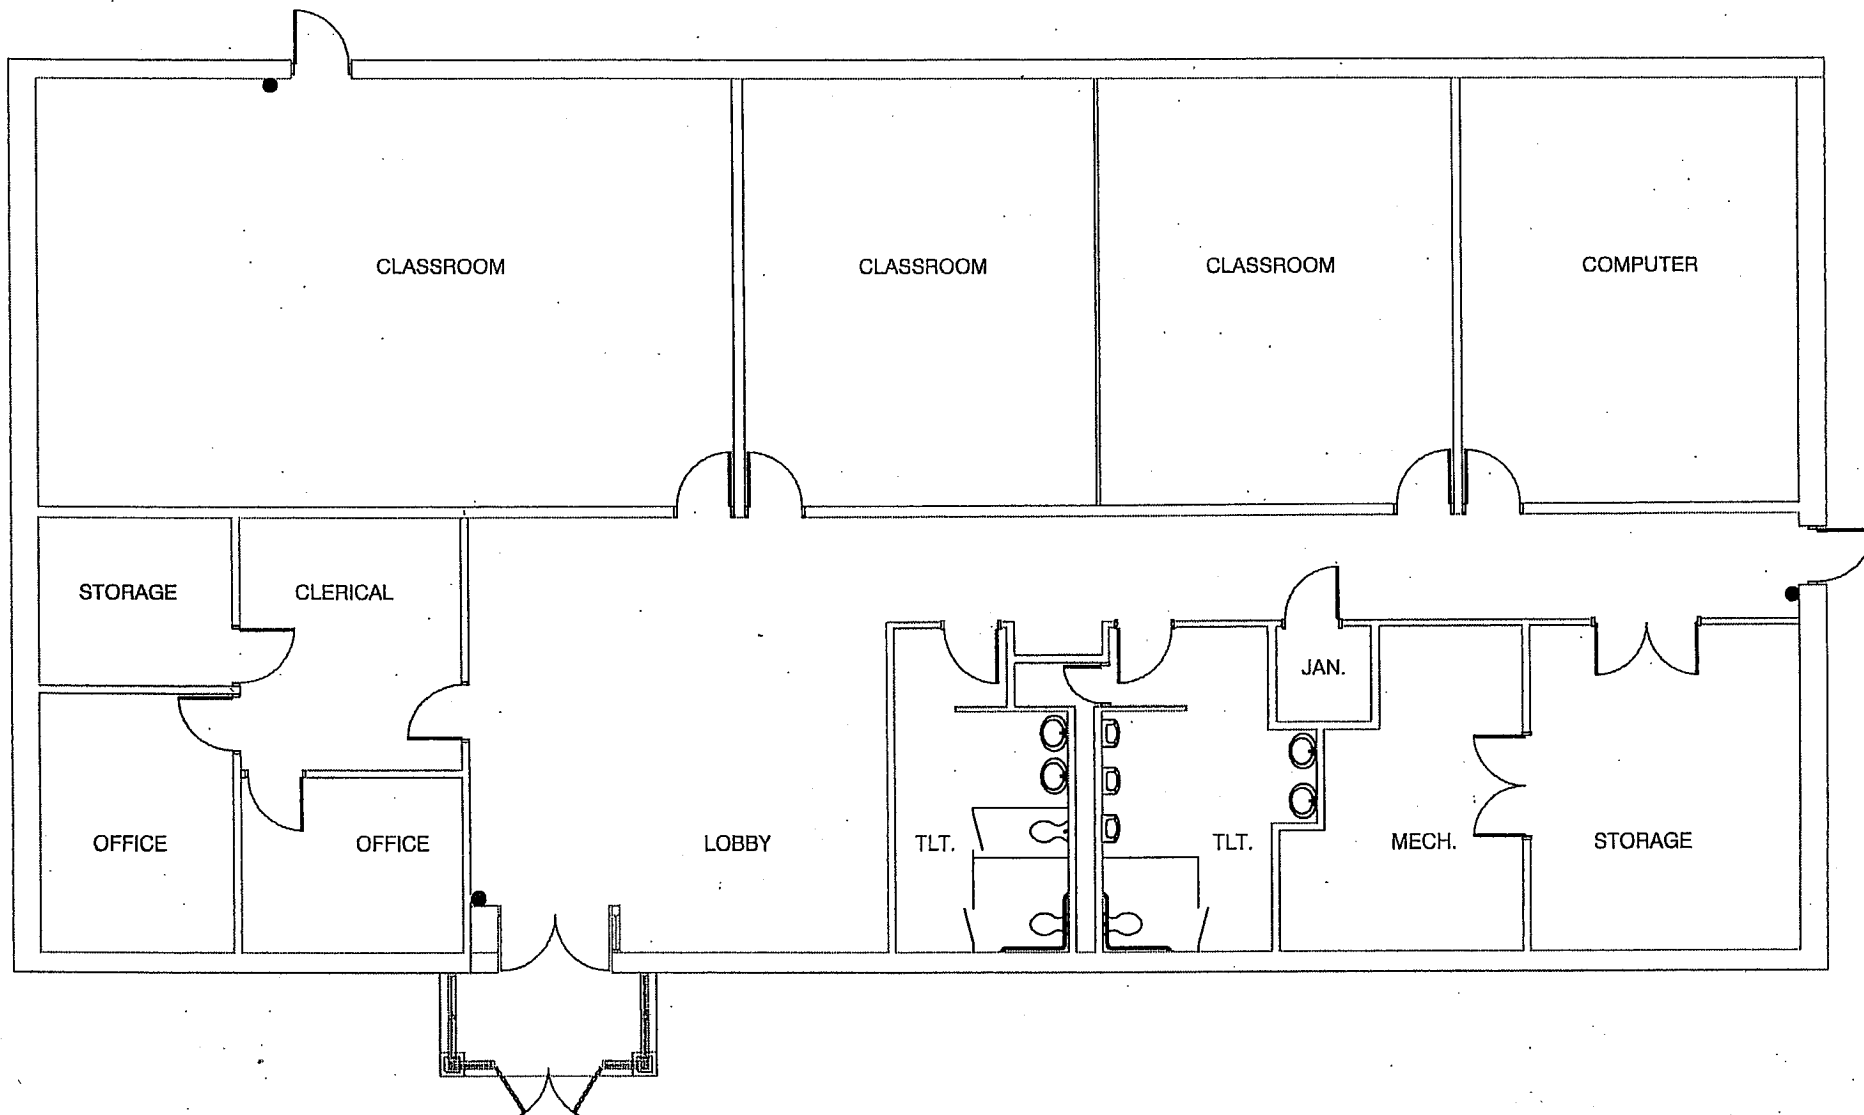 CLASSROOM
CLASSROOM
CLASSROOM
COMPUTER
STORAGE
CLERICAL
JAN.
OFFICE
OFFICE
LOBBY
TLT.
TLT.
MECH.
STORAGE